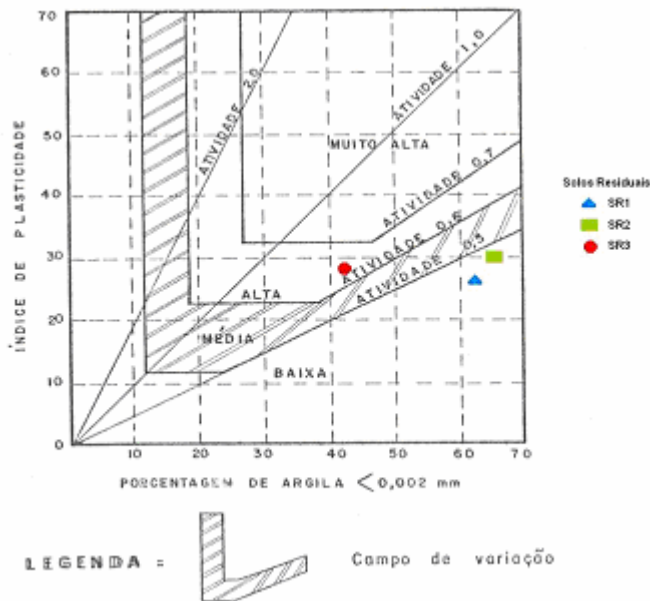 70
60
50
40
30
20
10
0
ÍNDICE DE PLASTICIDADE
ATIVIDADE 2,0
ATIVIDADE 1,0
MUITO ALTA
ATIVIDADE 0,7
ATIVIDADE 0,6
ATIVIDADE 0,5
ALTA
MÉDIA
BAIXA
0 10 20 30 40 50 60 70
PORCENTAGEM DE ARGILA <0,002 mm
Solos Residuais
SR1
SR2
SR3
LEGENDA =
Campo de variação